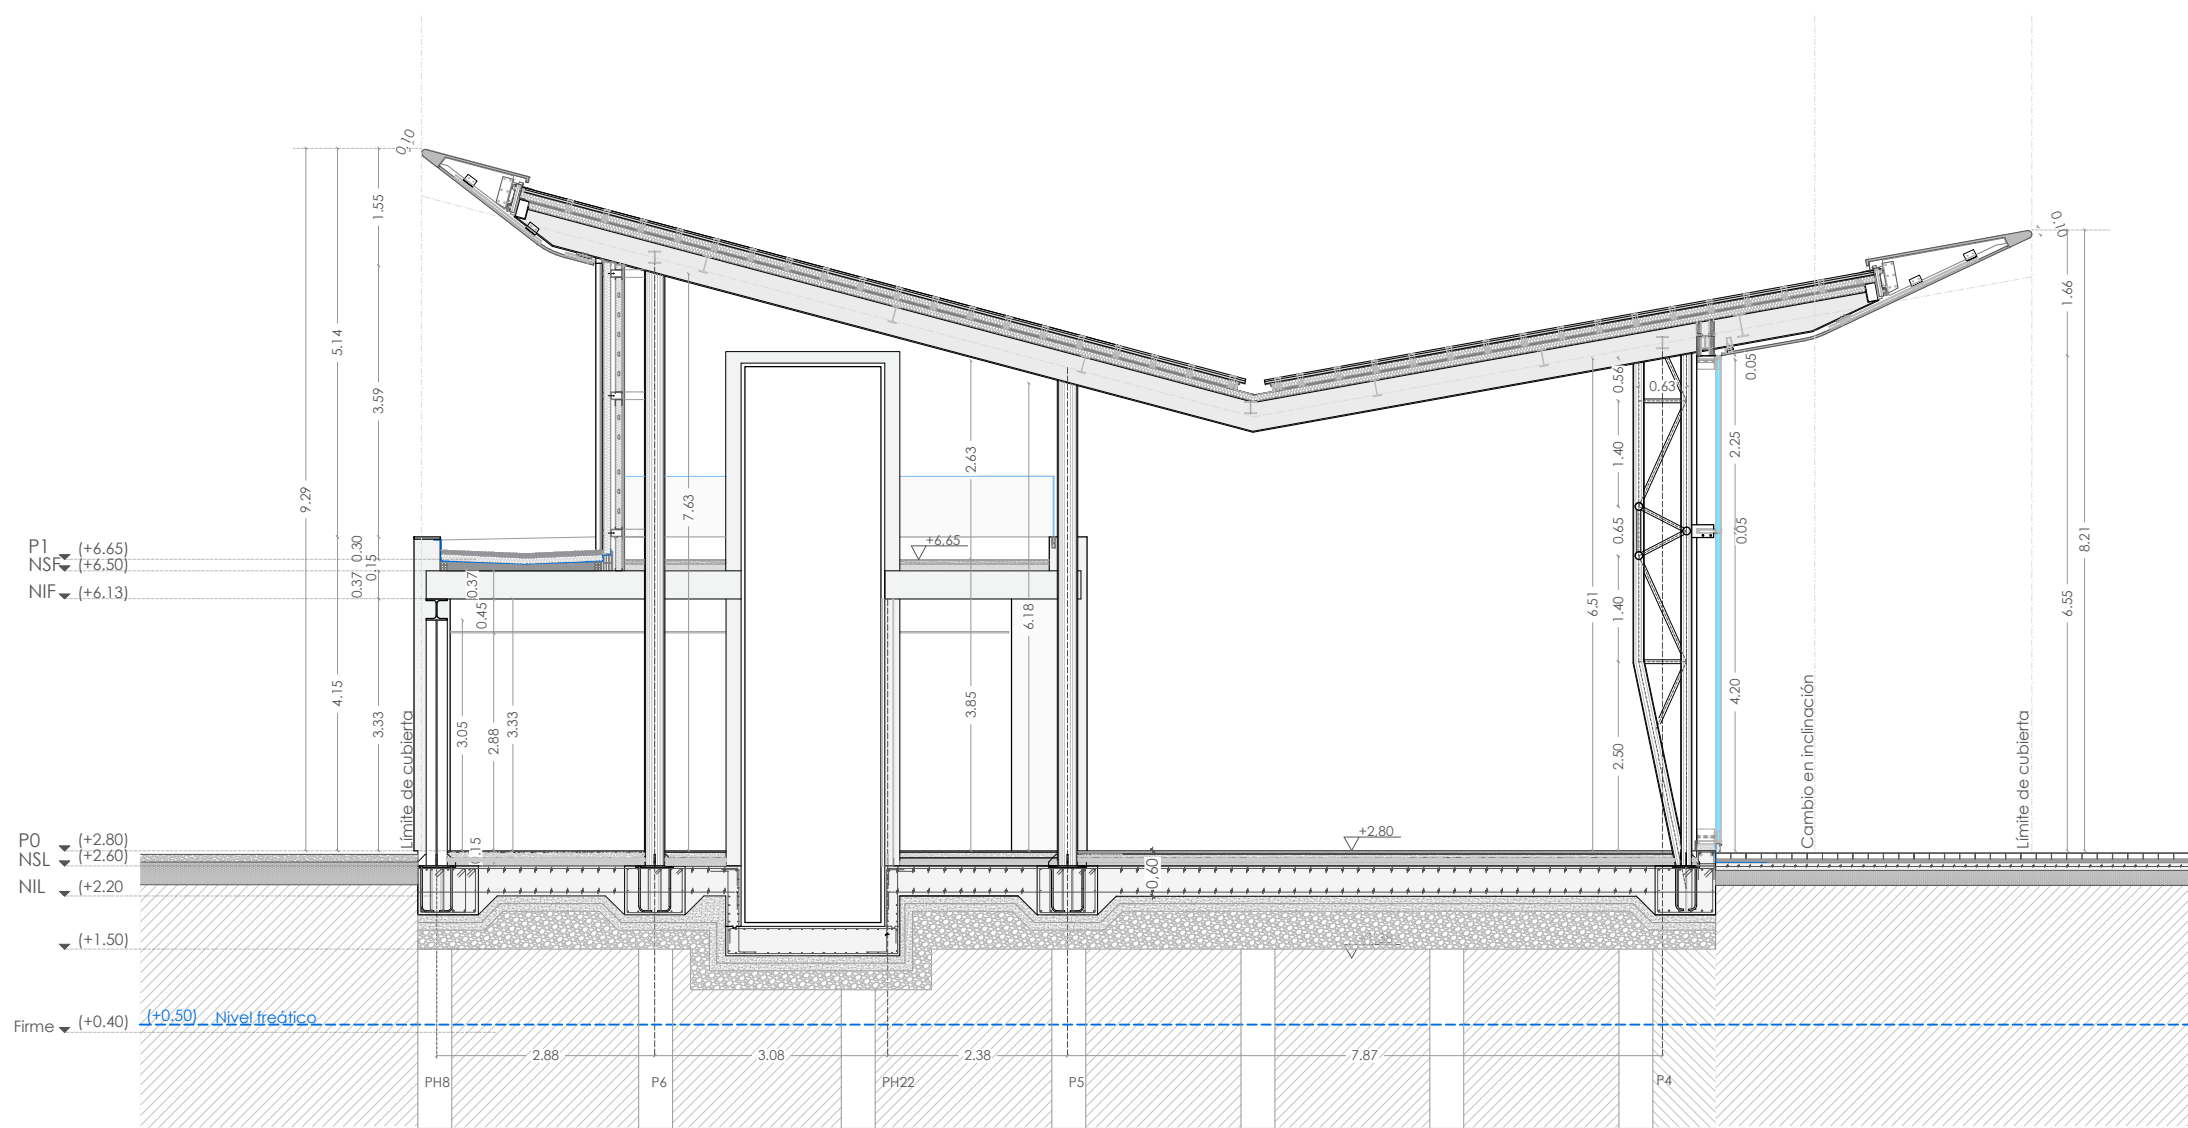 0.10
0.10
1.55
5.14
3.59
9.29
0.30
0.15
0.37
4.15
3.33
P1 (+6.65)
NSF (+6.50)
NIF (+6.13)
P0 (+2.80)
NSL (+2.60)
NIL (+2.20
(+1.50)
Firme (+0.40)
(+0.50) Nivel freático
Límite de cubierta
0.37
0.45
3.05
2.88
3.33
0.15
7.63
+6.65
2.63
3.85
6.18
+2.80
0,60
6.51
0.56
1.40
0.65
1.40
2.50
0.63
0.05
2.25
0.05
4.20
Cambio en inclinación
Límite de cubierta
1.66
6.55
8.21
2.88
3.08
2.38
7.87
PH8
P6
PH22
P5
P4